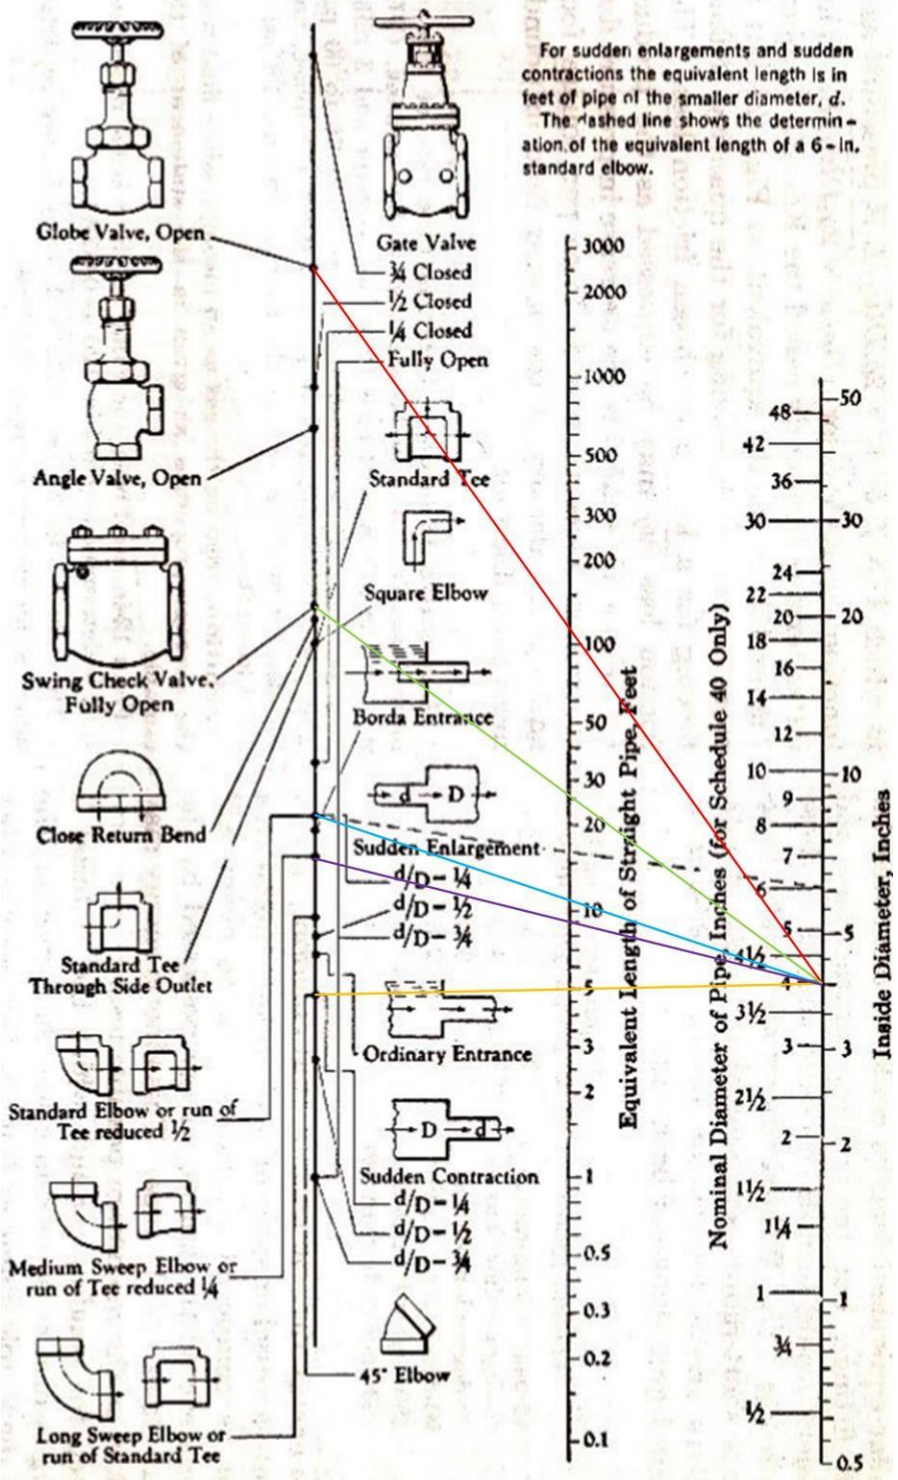 For sudden enlargements and sudden
contractions the equivalent length is in
feet of pipe of the smaller diameter, d.
The dashed line shows the determin-
ation of the equivalent length of a 6-in.
standard elbow.
Globe Valve, Open
Angle Valve, Open
Swing Check Valve,
Fully Open
Close Return Bend
Standard Tee
Through Side Outlet
Standard Elbow or run of
Tee reduced ½
Medium Sweep Elbow or
run of Tee reduced ¼
Long Sweep Elbow or
run of Standard Tee
Gate Valve
¾ Closed
½ Closed
¼ Closed
Fully Open
Standard Tee
Square Elbow
Borda Entrance
d D
Sudden Enlargement
d/D-¼
d/D-½
d/D-¾
Ordinary Entrance
D d
Sudden Contraction
d/D-¼
d/D-½
d/D-¾
45° Elbow
3000
2000
1000
500
300
200
100
50
30
20
10
5
3
2
1
0.5
0.3
0.2
0.1
Equivalent Length of Straight Pipe, Feet
Nominal Diameter of Pipe, Inches (for Schedule 40 Only)
48
42
36
30
24
22
20
18
16
14
12
10
9
8
7
6
5
4½
4
3½
3
2½
2
1½
1¼
1
¾
½
50
30
20
10
5
3
2
1
0.5
Inside Diameter, Inches